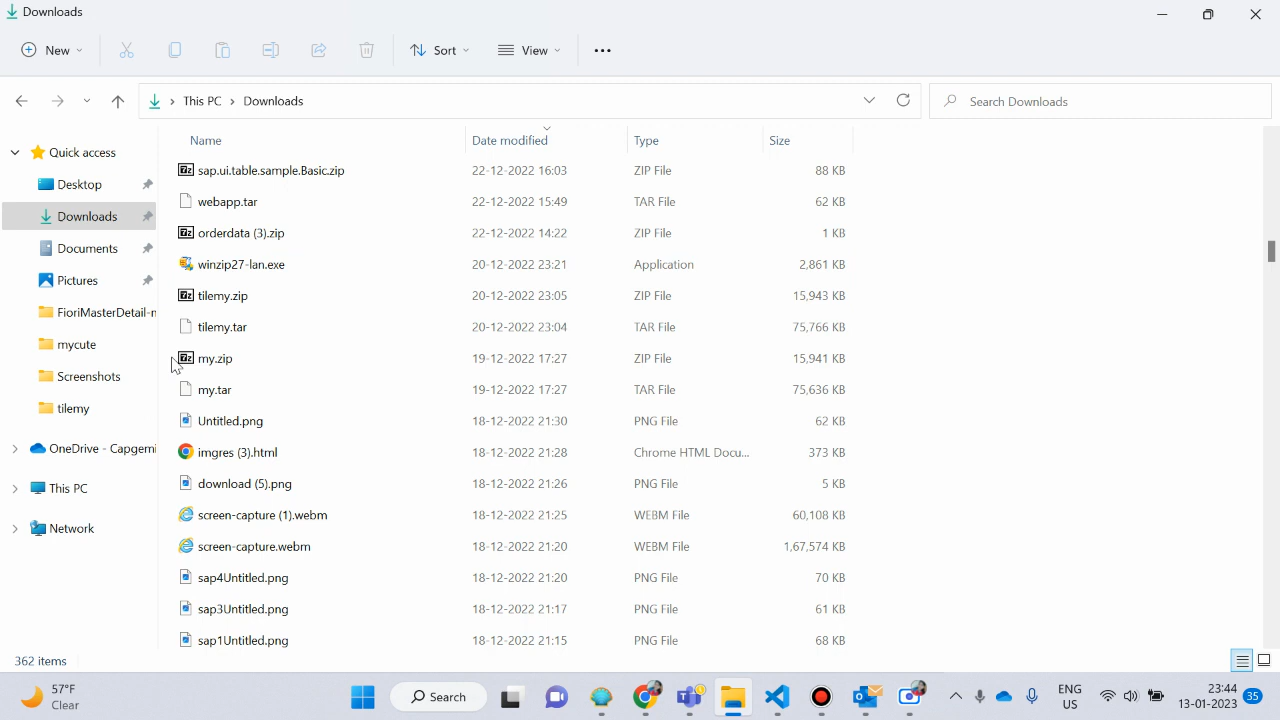 Downloads
New
Sort
View
This PC
Downloads
Search Downloads
Name
Date modified
Type
Size
Quick access
Desktop
Downloads
Documents
Pictures
FioriMasterDetail-m
mycute
Screenshots
tilemy
OneDrive - Capgemi
This PC
Network
sap.ui.table.sample.Basic.zip 22-12-2022 16:03 ZIP File 88 KB
webapp.tar 22-12-2022 15:49 TAR File 62 KB
orderdata (3).zip 22-12-2022 14:22 ZIP File 1 KB
winzip27-lan.exe 20-12-2022 23:21 Application 2,861 KB
tilemy.zip 20-12-2022 23:05 ZIP File 15,943 KB
tilemy.tar 20-12-2022 23:04 TAR File 75,766 KB
my.zip 19-12-2022 17:27 ZIP File 15,941 KB
my.tar 19-12-2022 17:27 TAR File 75,636 KB
Untitled.png 18-12-2022 21:30 PNG File 62 KB
imgres (3).html 18-12-2022 21:28 Chrome HTML Docu... 373 KB
download (5).png 18-12-2022 21:26 PNG File 5 KB
screen-capture (1).webm 18-12-2022 21:25 WEBM File 60,108 KB
screen-capture.webm 18-12-2022 21:20 WEBM File 1,67,574 KB
sap4Untitled.png 18-12-2022 21:20 PNG File 70 KB
sap3Untitled.png 18-12-2022 21:17 PNG File 61 KB
sap1Untitled.png 18-12-2022 21:15 PNG File 68 KB
362 items
57°F
Clear
Search
ENG
US
23:44
13-01-2023
35